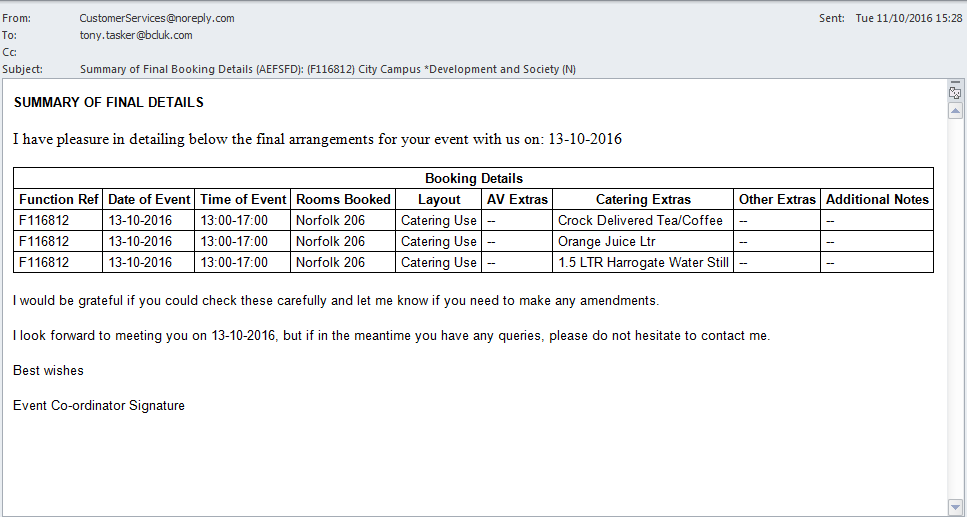 From: CustomerServices@noreply.com Sent: Tue 11/10/2016 15:28
To: tony.tasker@bcluk.com
Cc:
Subject: Summary of Final Booking Details (AEFSFD): (F116812) City Campus *Development and Society (N)
SUMMARY OF FINAL DETAILS
I have pleasure in detailing below the final arrangements for your event with us on: 13-10-2016
Booking Details
Function Ref Date of Event Time of Event Rooms Booked Layout AV Extras Catering Extras Other Extras Additional Notes
F116812 13-10-2016 13:00-17:00 Norfolk 206 Catering Use -- Crock Delivered Tea/Coffee -- --
F116812 13-10-2016 13:00-17:00 Norfolk 206 Catering Use -- Orange Juice Ltr -- --
F116812 13-10-2016 13:00-17:00 Norfolk 206 Catering Use -- 1.5 LTR Harrogate Water Still -- --
I would be grateful if you could check these carefully and let me know if you need to make any amendments.
I look forward to meeting you on 13-10-2016, but if in the meantime you have any queries, please do not hesitate to contact me.
Best wishes
Event Co-ordinator Signature